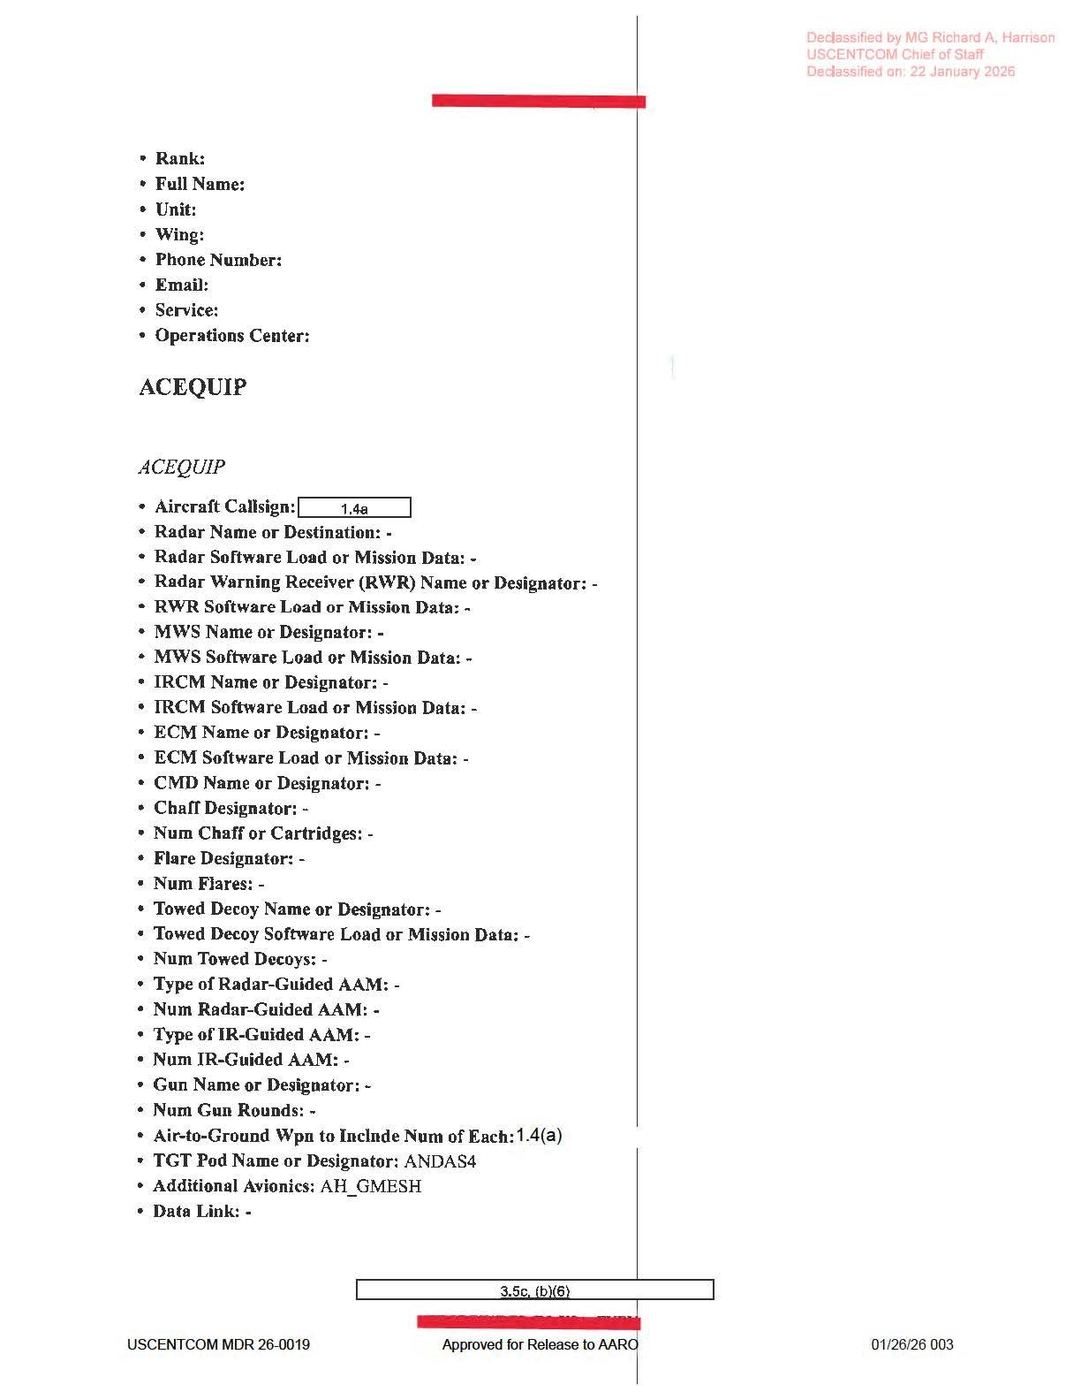 Declassified by MG Richard A. Harrison
USCENTCOM Chief of Staff
Declassified on: 22 January 2026
• Rank:
• Full Name:
• Unit:
• Wing:
• Phone Number:
• Email:
• Service:
• Operations Center:
ACEQUIP
ACEQUIP
• Aircraft Callsign: 1.4a
• Radar Name or Destination: -
• Radar Software Load or Mission Data: -
• Radar Warning Receiver (RWR) Name or Designator: -
• RWR Software Load or Mission Data: -
• MWS Name or Designator: -
• MWS Software Load or Mission Data: -
• IRCM Name or Designator: -
• IRCM Software Load or Mission Data: -
• ECM Name or Designator: -
• ECM Software Load or Mission Data: -
• CMD Name or Designator: -
• Chaff Designator: -
• Num Chaff or Cartridges: -
• Flare Designator: -
• Num Flares: -
• Towed Decoy Name or Designator: -
• Towed Decoy Software Load or Mission Data: -
• Num Towed Decoys: -
• Type of Radar-Guided AAM: -
• Num Radar-Guided AAM: -
• Type of IR-Guided AAM: -
• Num IR-Guided AAM: -
• Gun Name or Designator: -
• Num Gun Rounds: -
• Air-to-Ground Wpn to Include Num of Each: 1.4(a)
• TGT Pod Name or Designator: ANDAS4
• Additional Avionics: AH_GMESH
• Data Link: -
3.5c, (b)(6)
USCENTCOM MDR 26-0019 Approved for Release to AARO 01/26/26 003